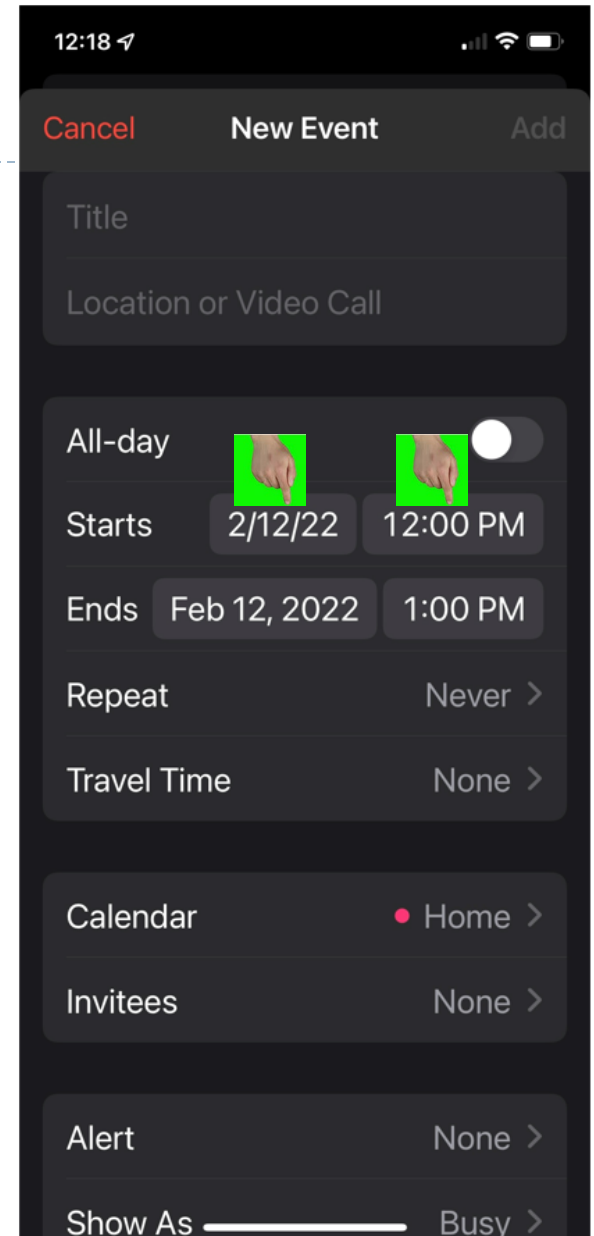 12:18
Cancel New Event Add
Title
Location or Video Call
All-day
Starts 2/12/22 12:00 PM
Ends Feb 12, 2022 1:00 PM
Repeat Never
Travel Time None
Calendar Home
Invitees None
Alert None
Show As Busy